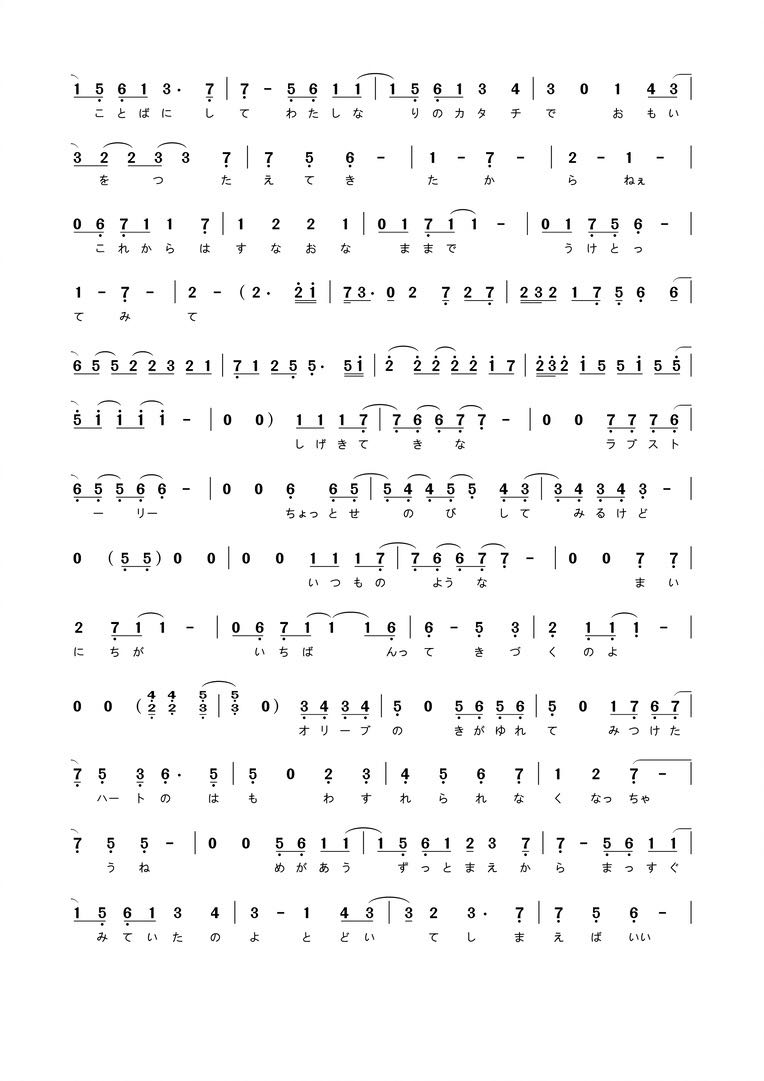 1 5 6 1 3· 7 | 7 - 5 6 1 1 | 1 5 6 1 3 4 | 3 0 1 4 3 |
ことばに して わたしな りのカタチで おもい
3 2 2 3 3 7 | 7 5 6 - | 1 - 7 - | 2 - 1 - |
を つ たえてき たか ら ねぇ
0 6 7 1 1 7 | 1 2 2 1 | 0 1 7 1 1 - | 0 1 7 5 6 - |
これからは すなおな ままで うけとっ
1 - 7 - | 2 - (2· 2 1 | 7 3· 0 2 7 2 7 | 2 3 2 1 7 5 6 6 |
て み て
6 5 5 2 2 3 2 1 | 7 1 2 5 5· 5 1 | 2 2 2 2 2 1 7 | 2 3 2 1 5 5 1 5 5 |
5 1 1 1 1 - | 0 0) 1 1 1 7 | 7 6 6 7 7 - | 0 0 7 7 7 6 |
しげきて き な ラブスト
6 5 5 6 6 - | 0 0 6 6 5 | 5 4 4 5 5 4 3 | 3 4 3 4 3 - |
ー リー ちょっとせ の び して みるけど
0 (5 5) 0 0 | 0 0 1 1 1 7 | 7 6 6 7 7 - | 0 0 7 7 |
いつもの ような まい
2 7 1 1 - | 0 6 7 1 1 1 6 | 6 - 5 3 | 2 1 1 1 - |
にちが いちば んって きづ くのよ
0 0 (4 4 5 | 5 0) 3 4 3 4 | 5 0 5 6 5 6 | 5 0 1 7 6 7 |
2 2 3 3
オリーブ の きがゆれ て みつけた
7 5 3 6· 5 | 5 0 2 3 | 4 5 6 7 | 1 2 7 - |
ハートの は も わす れられな くなっちゃ
7 5 5 - | 0 0 5 6 1 1 | 1 5 6 1 2 3 7 | 7 - 5 6 1 1 |
うね めがあう ずっとまえか ら まっすぐ
1 5 6 1 3 4 | 3 - 1 4 3 | 3 2 3· 7 | 7 5 6 - |
みていたの よ とどい てし ま えばいい